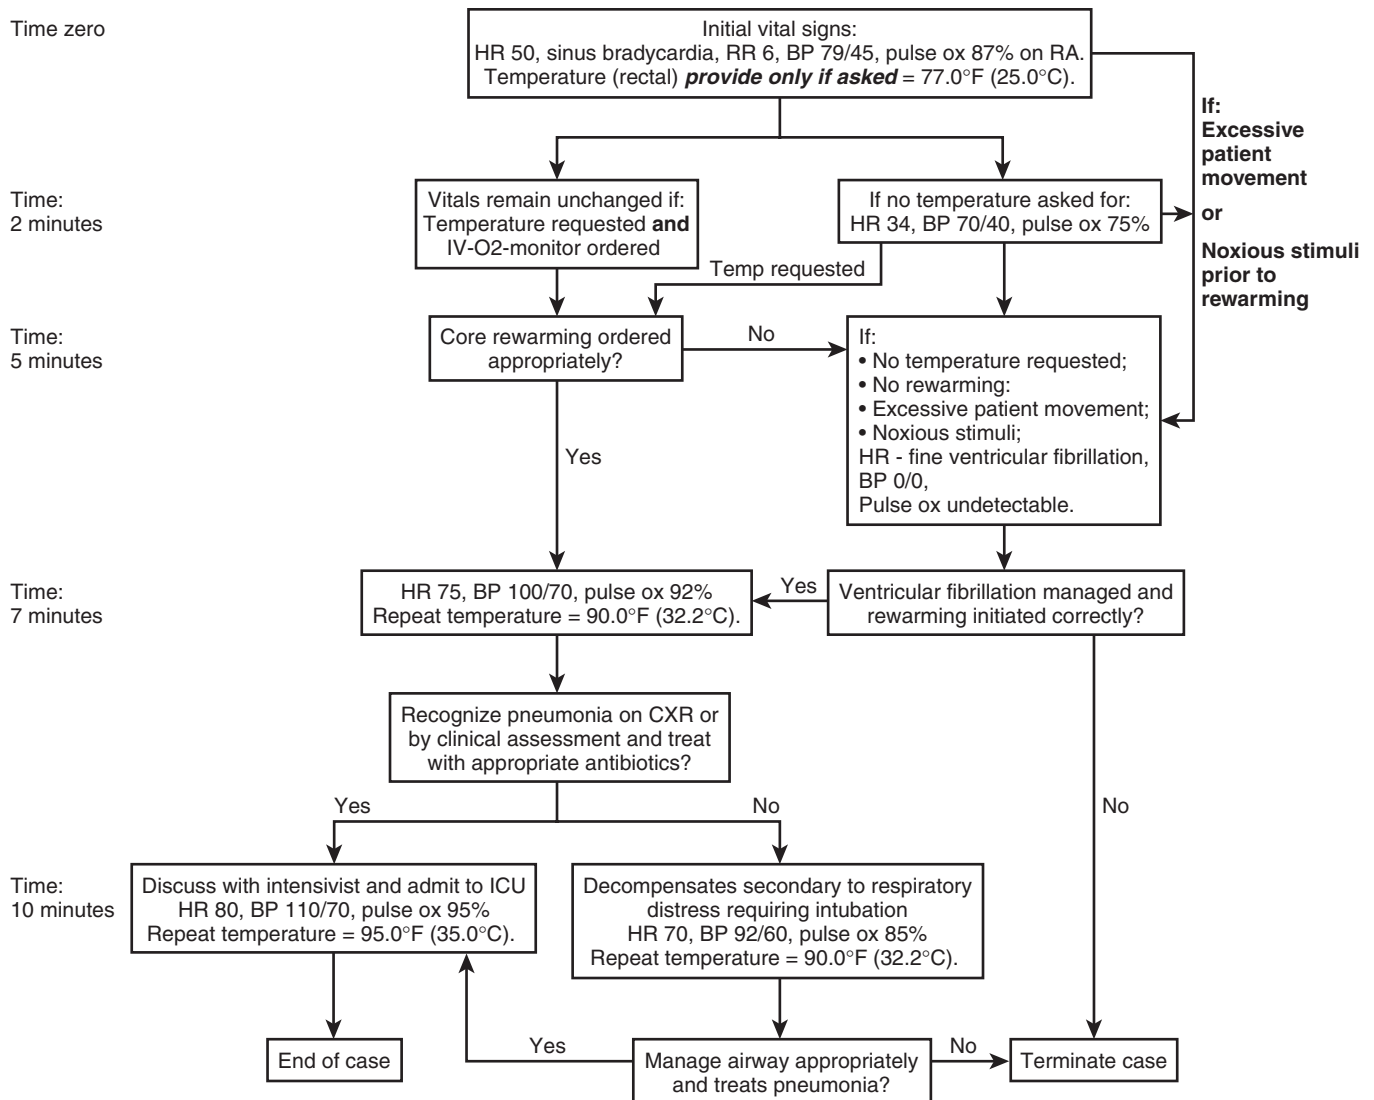 Time zero
Initial vital signs:
HR 50, sinus bradycardia, RR 6, BP 79/45, pulse ox 87% on RA.
Temperature (rectal) provide only if asked = 77.0°F (25.0°C).
If:
Excessive
patient
movement
or
Noxious stimuli
prior to
rewarming
Time:
2 minutes
Vitals remain unchanged if:
Temperature requested and
IV-O2-monitor ordered
If no temperature asked for:
HR 34, BP 70/40, pulse ox 75%
Temp requested
Time:
5 minutes
Core rewarming ordered
appropriately?
No
If:
• No temperature requested;
• No rewarming:
• Excessive patient movement;
• Noxious stimuli;
HR - fine ventricular fibrillation,
BP 0/0,
Pulse ox undetectable.
Yes
Time:
7 minutes
HR 75, BP 100/70, pulse ox 92%
Repeat temperature = 90.0°F (32.2°C).
Yes
Ventricular fibrillation managed and
rewarming initiated correctly?
Recognize pneumonia on CXR or
by clinical assessment and treat
with appropriate antibiotics?
Yes
No
No
Time:
10 minutes
Discuss with intensivist and admit to ICU
HR 80, BP 110/70, pulse ox 95%
Repeat temperature = 95.0°F (35.0°C).
Decompensates secondary to respiratory
distress requiring intubation
HR 70, BP 92/60, pulse ox 85%
Repeat temperature = 90.0°F (32.2°C).
End of case
Yes
Manage airway appropriately
and treats pneumonia?
No
Terminate case